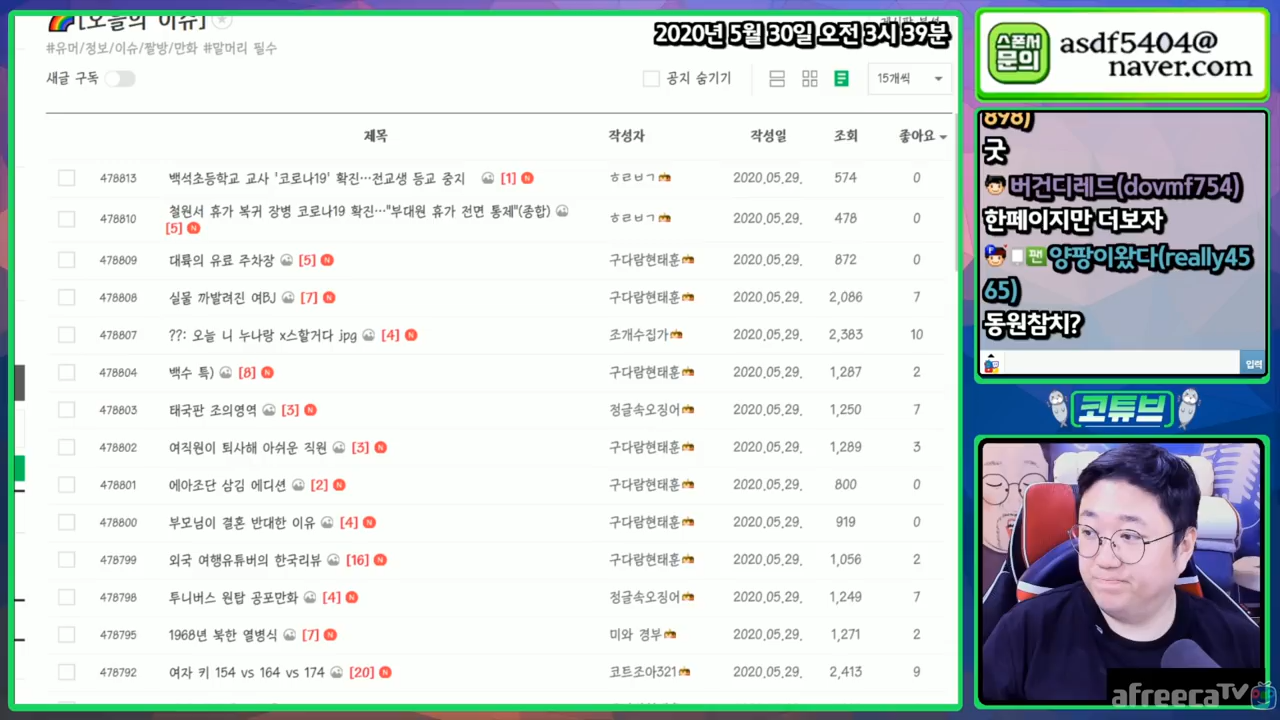 [오늘의 이슈]
#유머/정보/이슈/짤방/만화 #말머리 필수
2020년 5월 30일 오전 3시 39분
새글 구독
공지 숨기기
15개씩
제목 작성자 작성일 조회 좋아요
478813 백석초등학교 교사 '코로나19' 확진…전교생 등교 중지 [1] N ㅎㄹㅂㄱ 2020.05.29. 574 0
478810 철원서 휴가 복귀 장병 코로나19 확진…"부대원 휴가 전면 통제"(종합) ㅎㄹㅂㄱ 2020.05.29. 478 0
[5] N
478809 대륙의 유료 주차장 [5] N 구다람현태훈 2020.05.29. 872 0
478808 실물 까발려진 여BJ [7] N 구다람현태훈 2020.05.29. 2,086 7
478807 ??: 오늘 니 누나랑 x스할거다 jpg [4] N 조개수집가 2020.05.29. 2,383 10
478804 백수 특) [8] N 구다람현태훈 2020.05.29. 1,287 2
478803 태국판 조의영역 [3] N 정글속오징어 2020.05.29. 1,250 7
478802 여직원이 퇴사해 아쉬운 직원 [3] N 구다람현태훈 2020.05.29. 1,289 3
478801 에아조단 삼김 에디션 [2] N 구다람현태훈 2020.05.29. 800 0
478800 부모님이 결혼 반대한 이유 [4] N 구다람현태훈 2020.05.29. 919 0
478799 외국 여행유튜버의 한국리뷰 [16] N 구다람현태훈 2020.05.29. 1,056 2
478798 투니버스 원탑 공포만화 [4] N 정글속오징어 2020.05.29. 1,249 7
478795 1968년 북한 열병식 [7] N 미와 경부 2020.05.29. 1,271 2
478792 여자 키 154 vs 164 vs 174 [20] N 코트조아321 2020.05.29. 2,413 9
스폰서
문의
asdf5404@
naver.com
898)
굿
버건디레드(dovmf754)
한페이지만 더보자
팬 양팡이왔다(really45
65)
동원참치?
입력
코튜브
afreecaTV